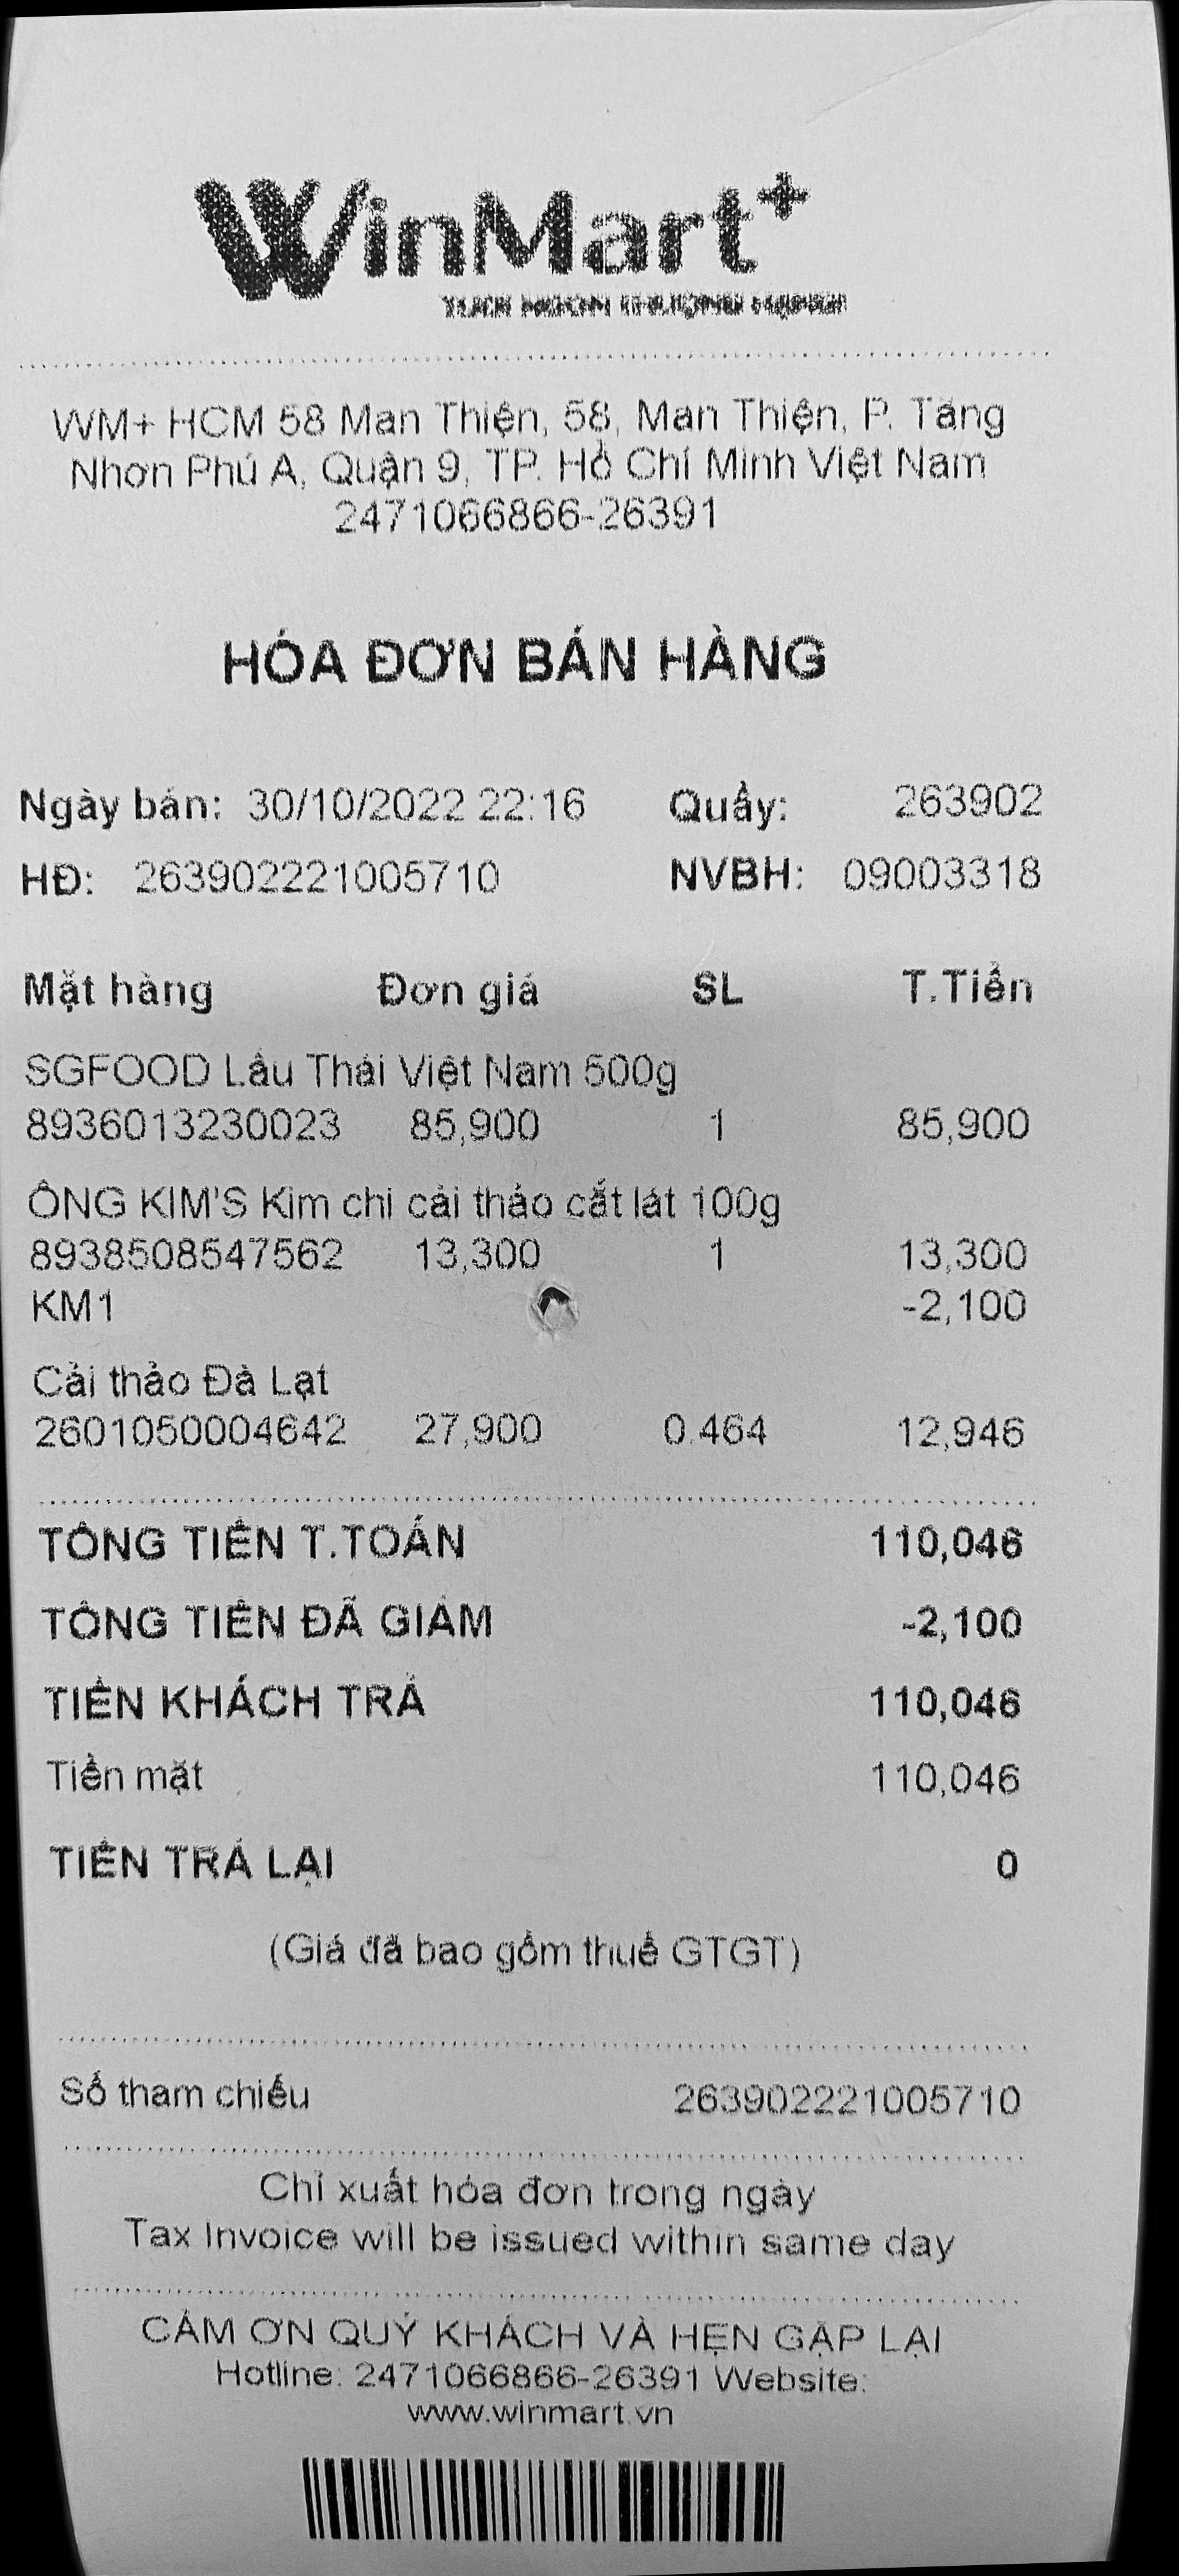 WinMart+
WM+ HCM 58 Man Thiện, 58, Man Thiện, P. Tăng
Nhơn Phú A, Quận 9, TP. Hồ Chí Minh Việt Nam
2471066866-26391
HÓA ĐƠN BÁN HÀNG
Ngày bán: 30/10/2022 22:16 Quầy: 263902
HĐ: 263902221005710 NVBH: 09003318
Mặt hàng Đơn giá SL T.Tiền
SGFOOD Lẩu Thái Việt Nam 500g
8936013230023 85,900 1 85,900
ÔNG KIM'S Kim chi cải thảo cắt lát 100g
8938508547562 13,300 1 13,300
KM1 -2,100
Cải thảo Đà Lạt
2601050004642 27,900 0.464 12,946
TỔNG TIỀN T.TOÁN 110,046
TỔNG TIỀN ĐÃ GIẢM -2,100
TIỀN KHÁCH TRẢ 110,046
Tiền mặt 110,046
TIỀN TRẢ LẠI 0
(Giá đã bao gồm thuế GTGT)
Số tham chiếu 263902221005710
Chỉ xuất hóa đơn trong ngày
Tax Invoice will be issued within same day
CẢM ƠN QUÝ KHÁCH VÀ HẸN GẶP LẠI
Hotline: 2471066866-26391 Website:
www.winmart.vn